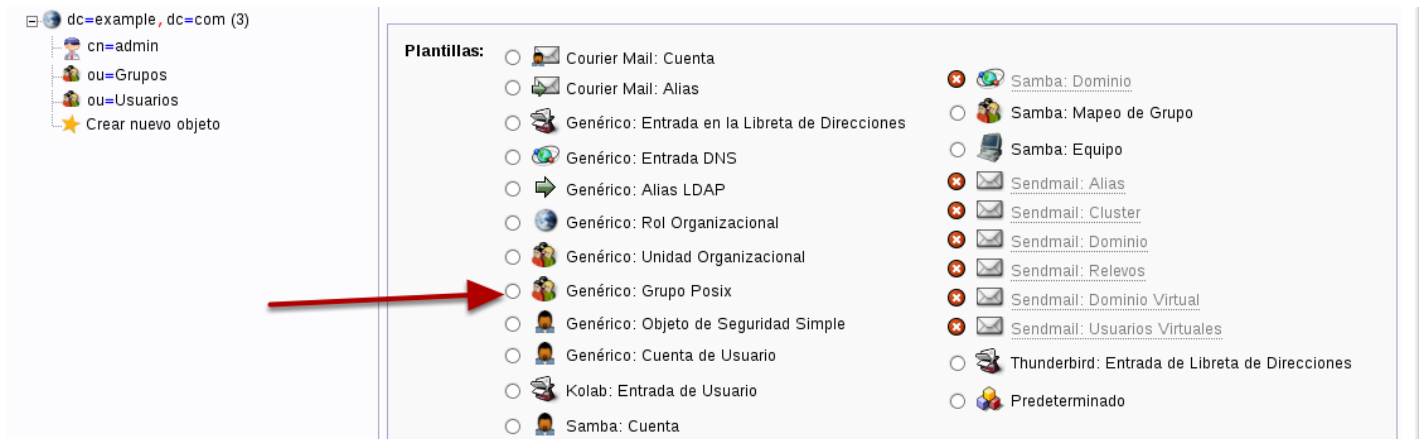 dc=example, dc=com (3)
cn=admin
ou=Grupos
ou=Usuarios
Crear nuevo objeto
Plantillas:
Courier Mail: Cuenta
Courier Mail: Alias
Genérico: Entrada en la Libreta de Direcciones
Genérico: Entrada DNS
Genérico: Alias LDAP
Genérico: Rol Organizacional
Genérico: Unidad Organizacional
Genérico: Grupo Posix
Genérico: Objeto de Seguridad Simple
Genérico: Cuenta de Usuario
Kolab: Entrada de Usuario
Samba: Cuenta
Samba: Dominio
Samba: Mapeo de Grupo
Samba: Equipo
Sendmail: Alias
Sendmail: Cluster
Sendmail: Dominio
Sendmail: Relevos
Sendmail: Dominio Virtual
Sendmail: Usuarios Virtuales
Thunderbird: Entrada de Libreta de Direcciones
Predeterminado